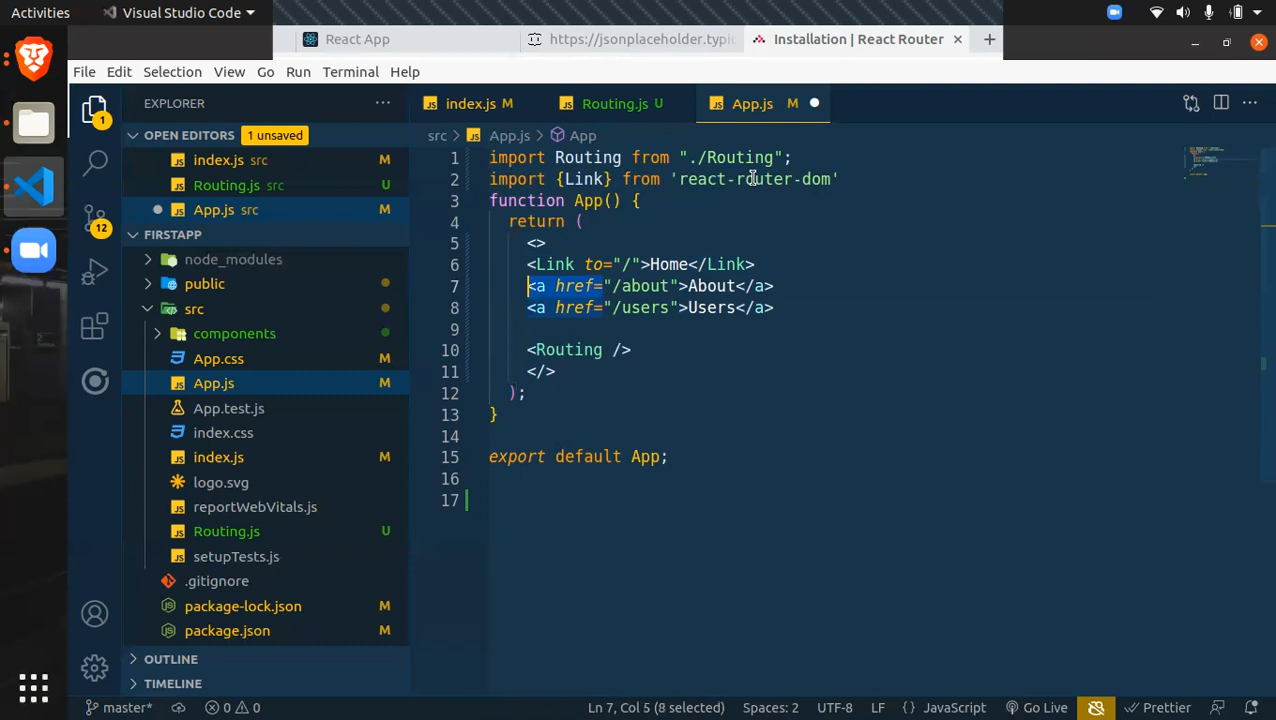 Activities
Visual Studio Code
React App
https://jsonplaceholder.typic
Installation | React Router
File Edit Selection View Go Run Terminal Help
EXPLORER
index.js M
Routing.js U
App.js M
OPEN EDITORS 1 unsaved
src > App.js > App
index.js src M
Routing.js src U
App.js src M
FIRSTAPP
node_modules
public
src
components
App.css M
App.js M
App.test.js
index.css
index.js M
logo.svg
reportWebVitals.js
Routing.js U
setupTests.js
.gitignore
package-lock.json M
package.json M
OUTLINE
TIMELINE
1
12
1 import Routing from "./Routing";
2 import {Link} from 'react-router-dom'
3 function App() {
4 return (
5 <>
6 <Link to="/">Home</Link>
7 <a href="/about">About</a>
8 <a href="/users">Users</a>
9
10 <Routing />
11 </>
12 );
13 }
14
15 export default App;
16
17
master* 0 0 Ln 7, Col 5 (8 selected) Spaces: 2 UTF-8 LF {} JavaScript Go Live Prettier